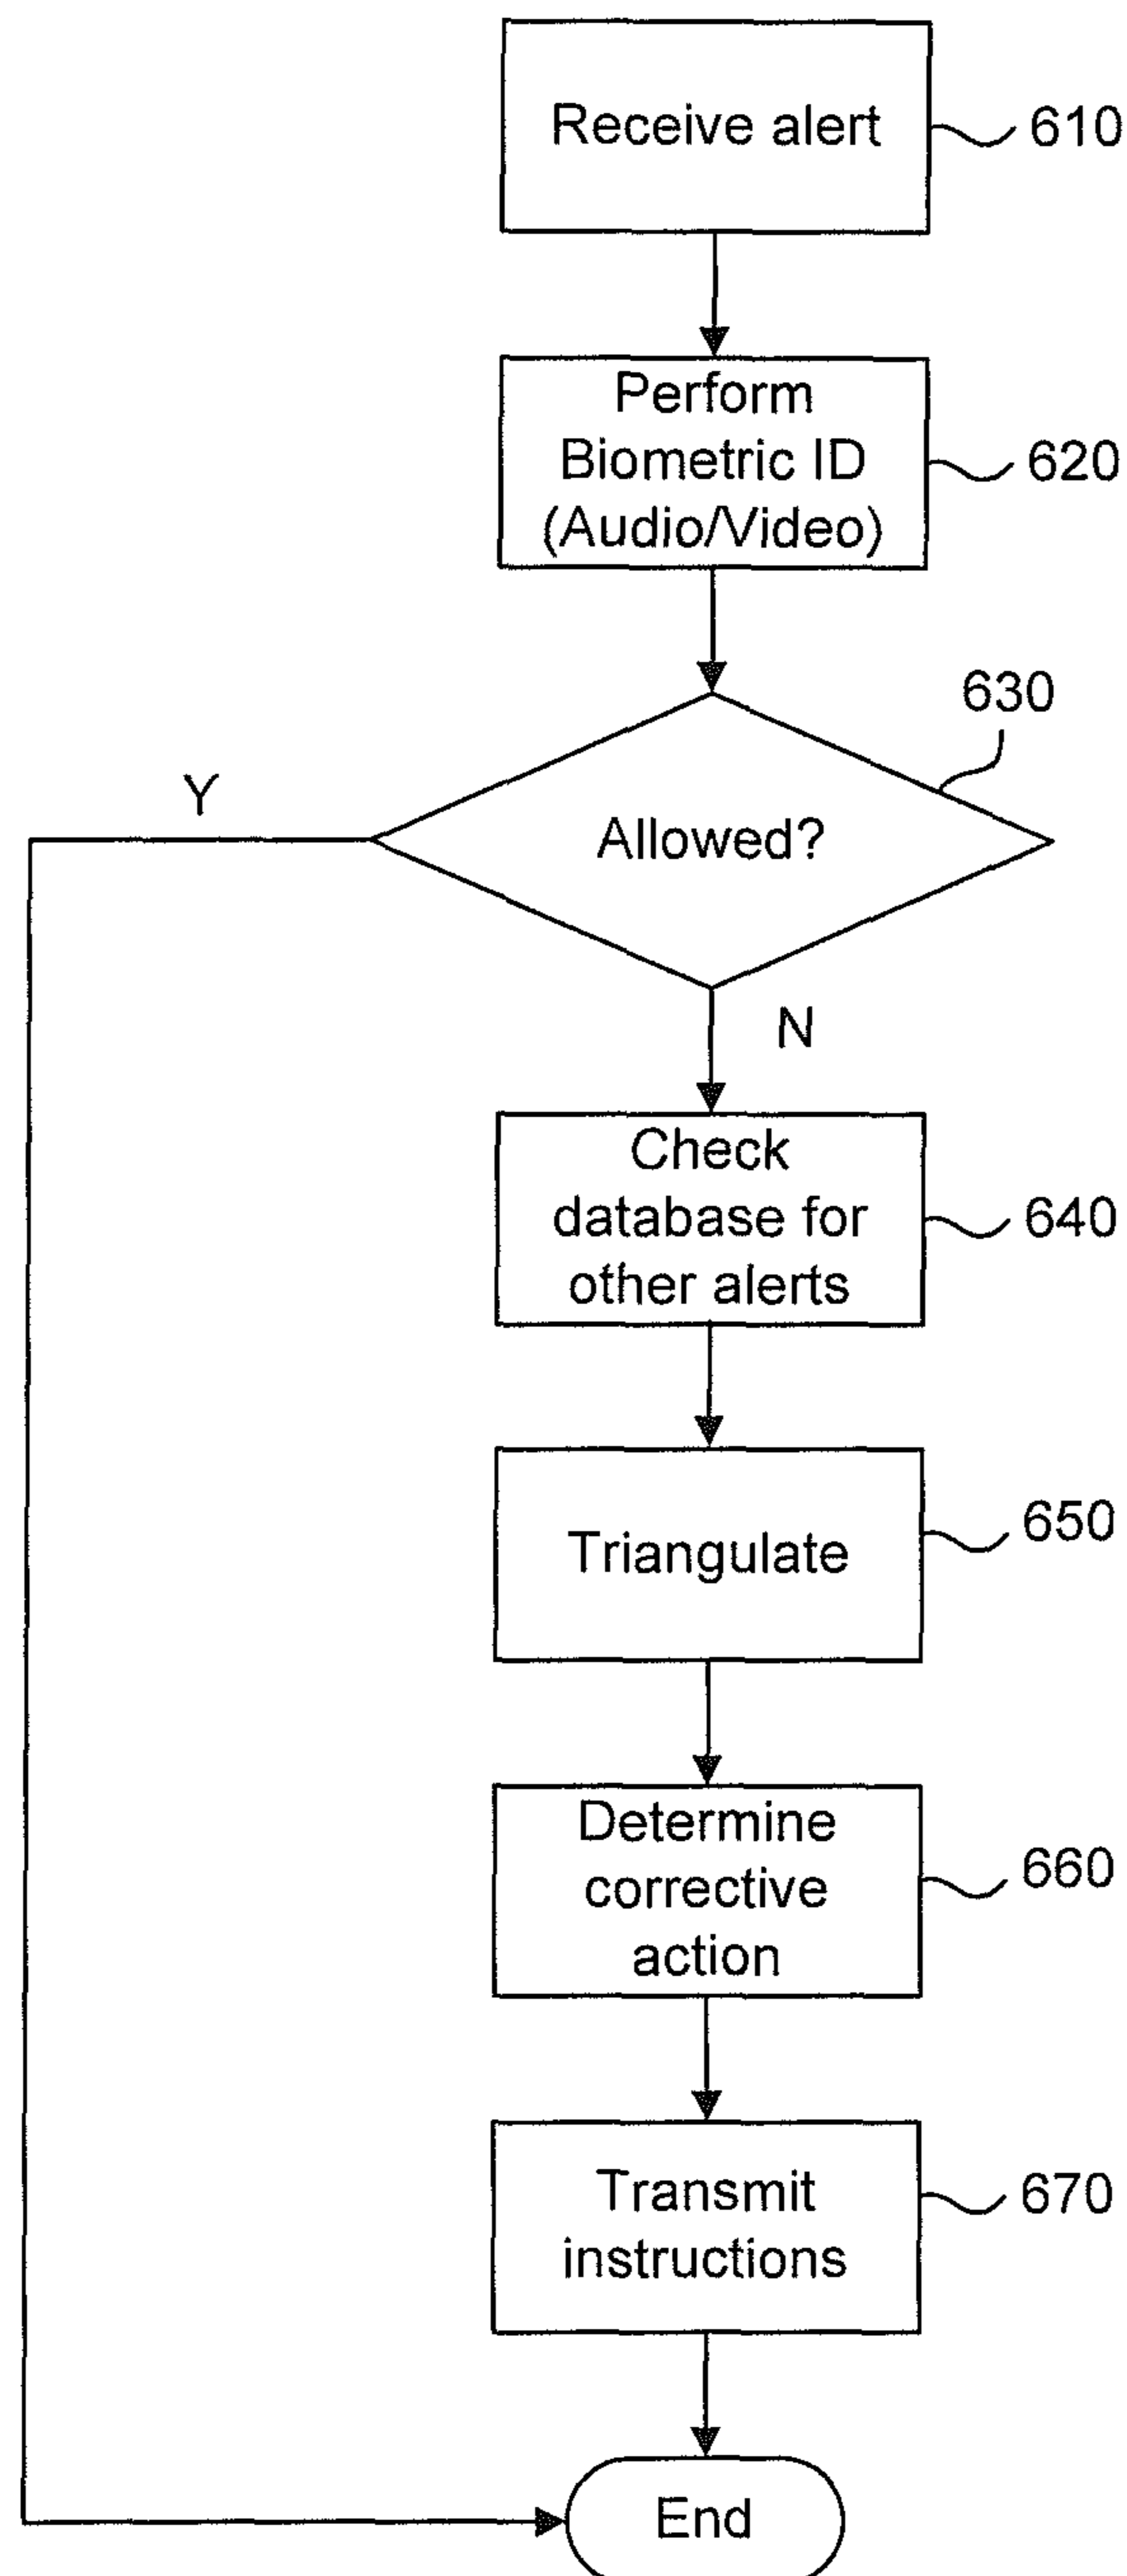 Receive alert
610
Perform
Biometric ID
(Audio/Video)
620
630
Y
Allowed?
N
Check
database for
other alerts
640
Triangulate
650
Determine
corrective
action
660
Transmit
instructions
670
End